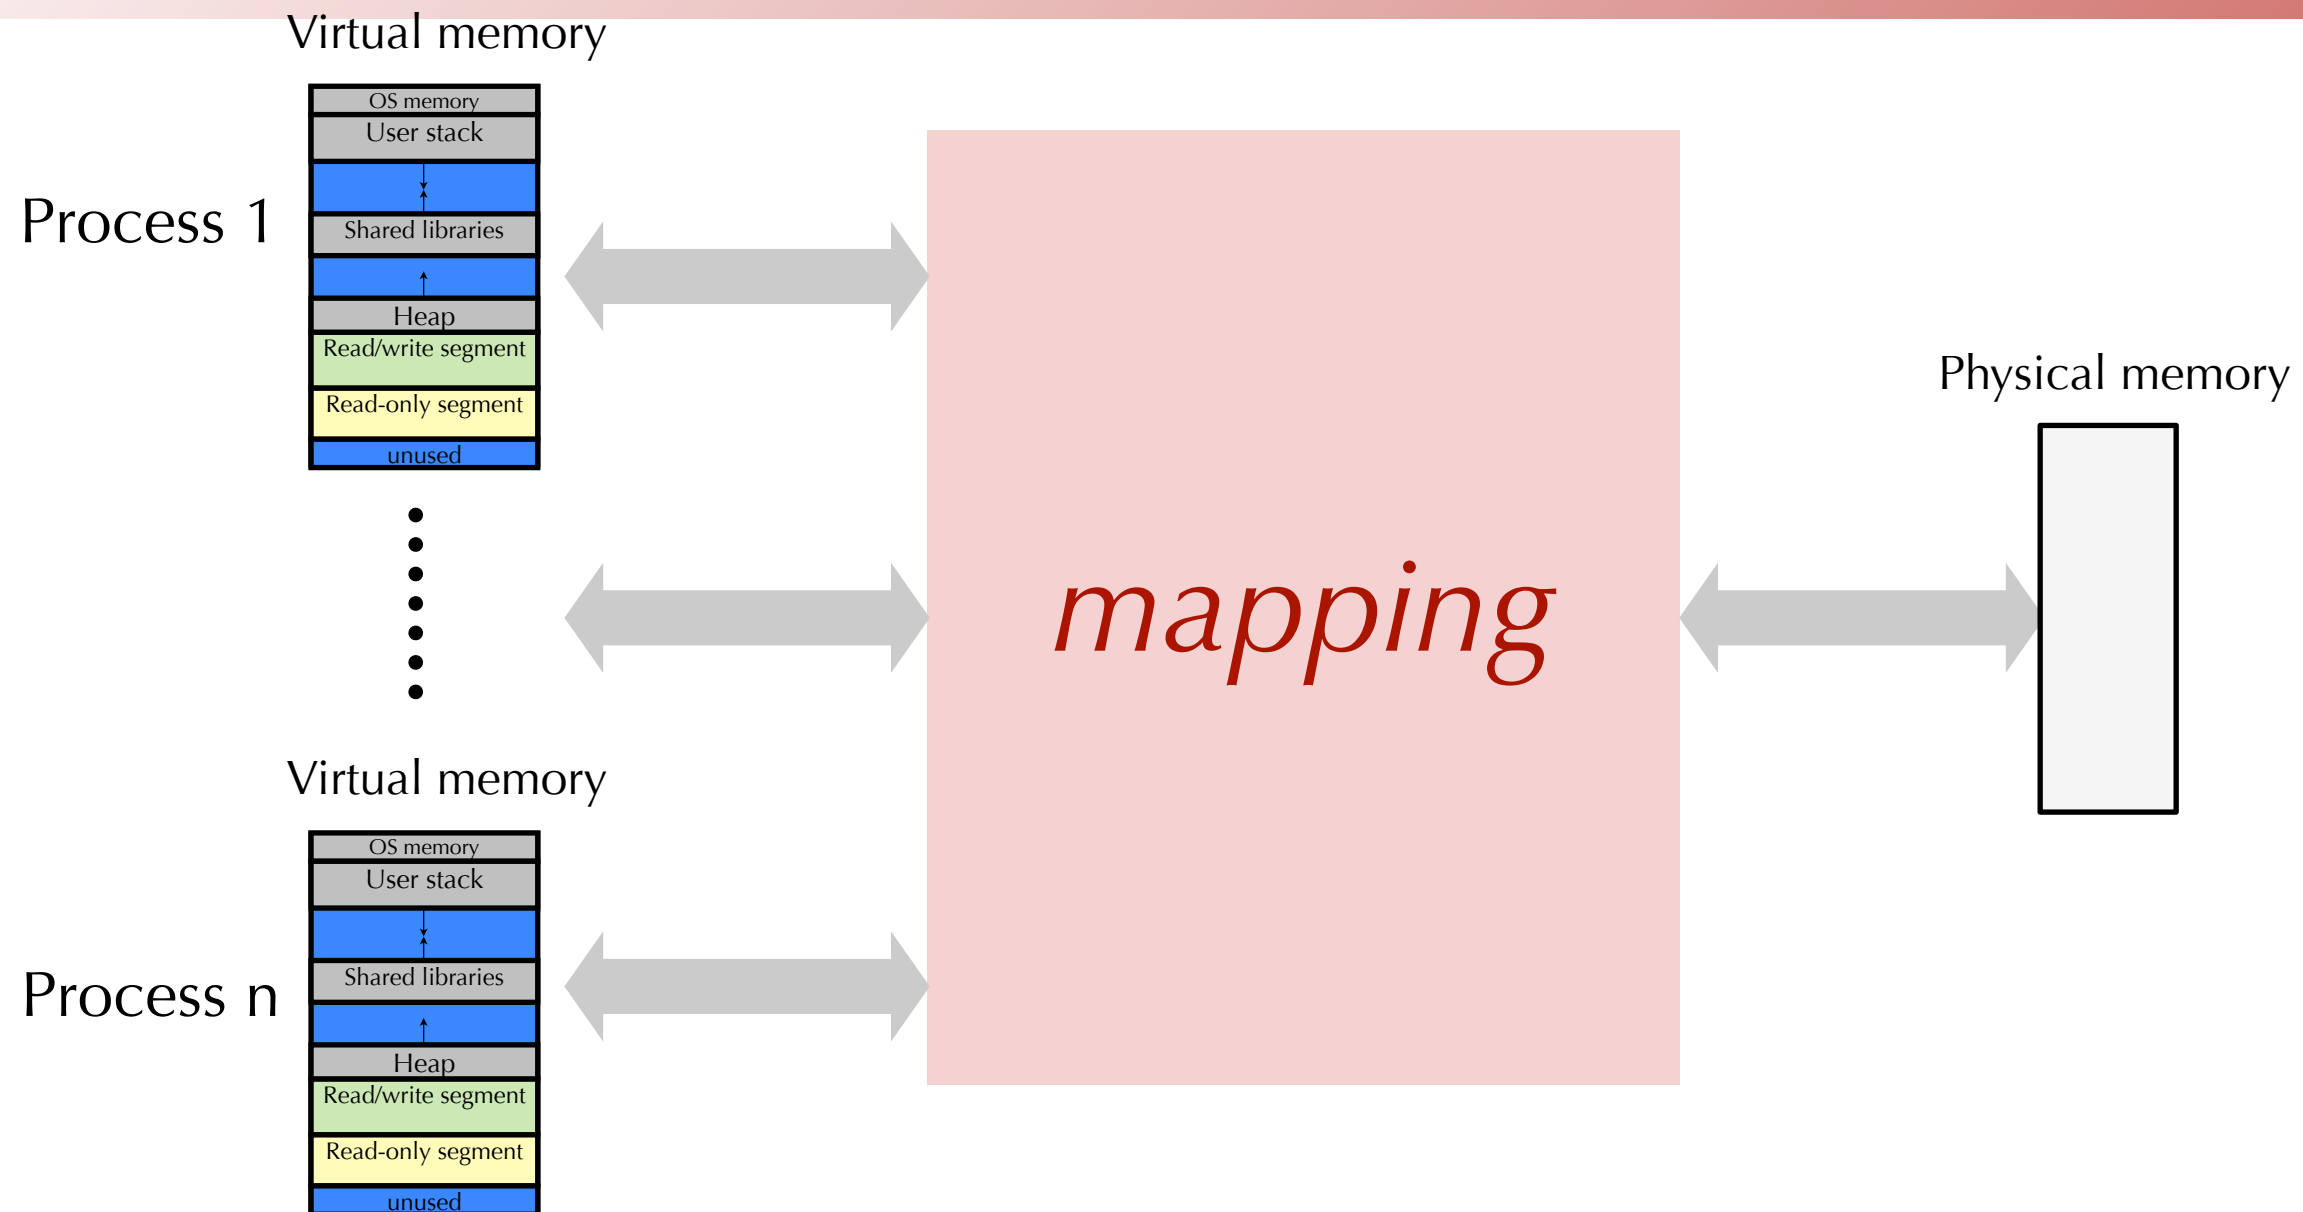 Virtual memory
OS memory
User stack
Process 1
Shared libraries
Heap
Read/write segment
Read-only segment
unused
mapping
Physical memory
Virtual memory
OS memory
User stack
Process n
Shared libraries
Heap
Read/write segment
Read-only segment
unused